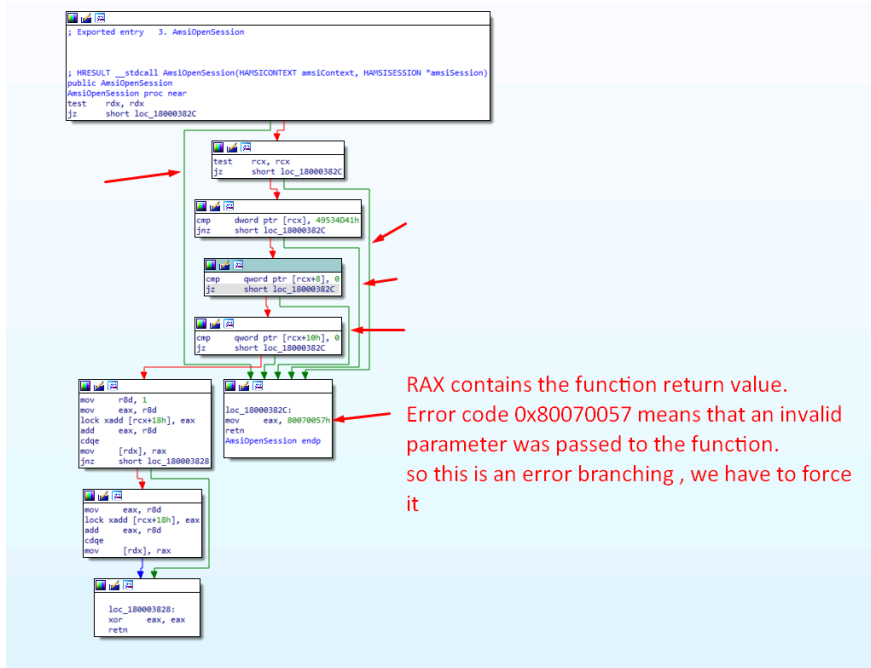 ; Exported entry   3. AmsiOpenSession
; HRESULT __stdcall AmsiOpenSession(HAMSICONTEXT amsiContext, HAMSISESSION *amsiSession)
public AmsiOpenSession
AmsiOpenSession proc near
test    rdx, rdx
jz      short loc_18000382C
test    rcx, rcx
jz      short loc_18000382C
cmp     dword ptr [rcx], 49534D41h
jnz     short loc_18000382C
cmp     qword ptr [rcx+8], 0
jz      short loc_18000382C
cmp     qword ptr [rcx+10h], 0
jz      short loc_18000382C
mov     r8d, 1
mov     eax, r8d
lock xadd [rcx+18h], eax
add     eax, r8d
cdqe
mov     [rdx], rax
jnz     short loc_180003828
loc_18000382C:
mov     eax, 80070057h
retn
AmsiOpenSession endp
RAX contains the function return value.
Error code 0x80070057 means that an invalid
parameter was passed to the function.
so this is an error branching , we have to force
it
mov     eax, r8d
lock xadd [rcx+18h], eax
add     eax, r8d
cdqe
mov     [rdx], rax
loc_180003828:
xor     eax, eax
retn